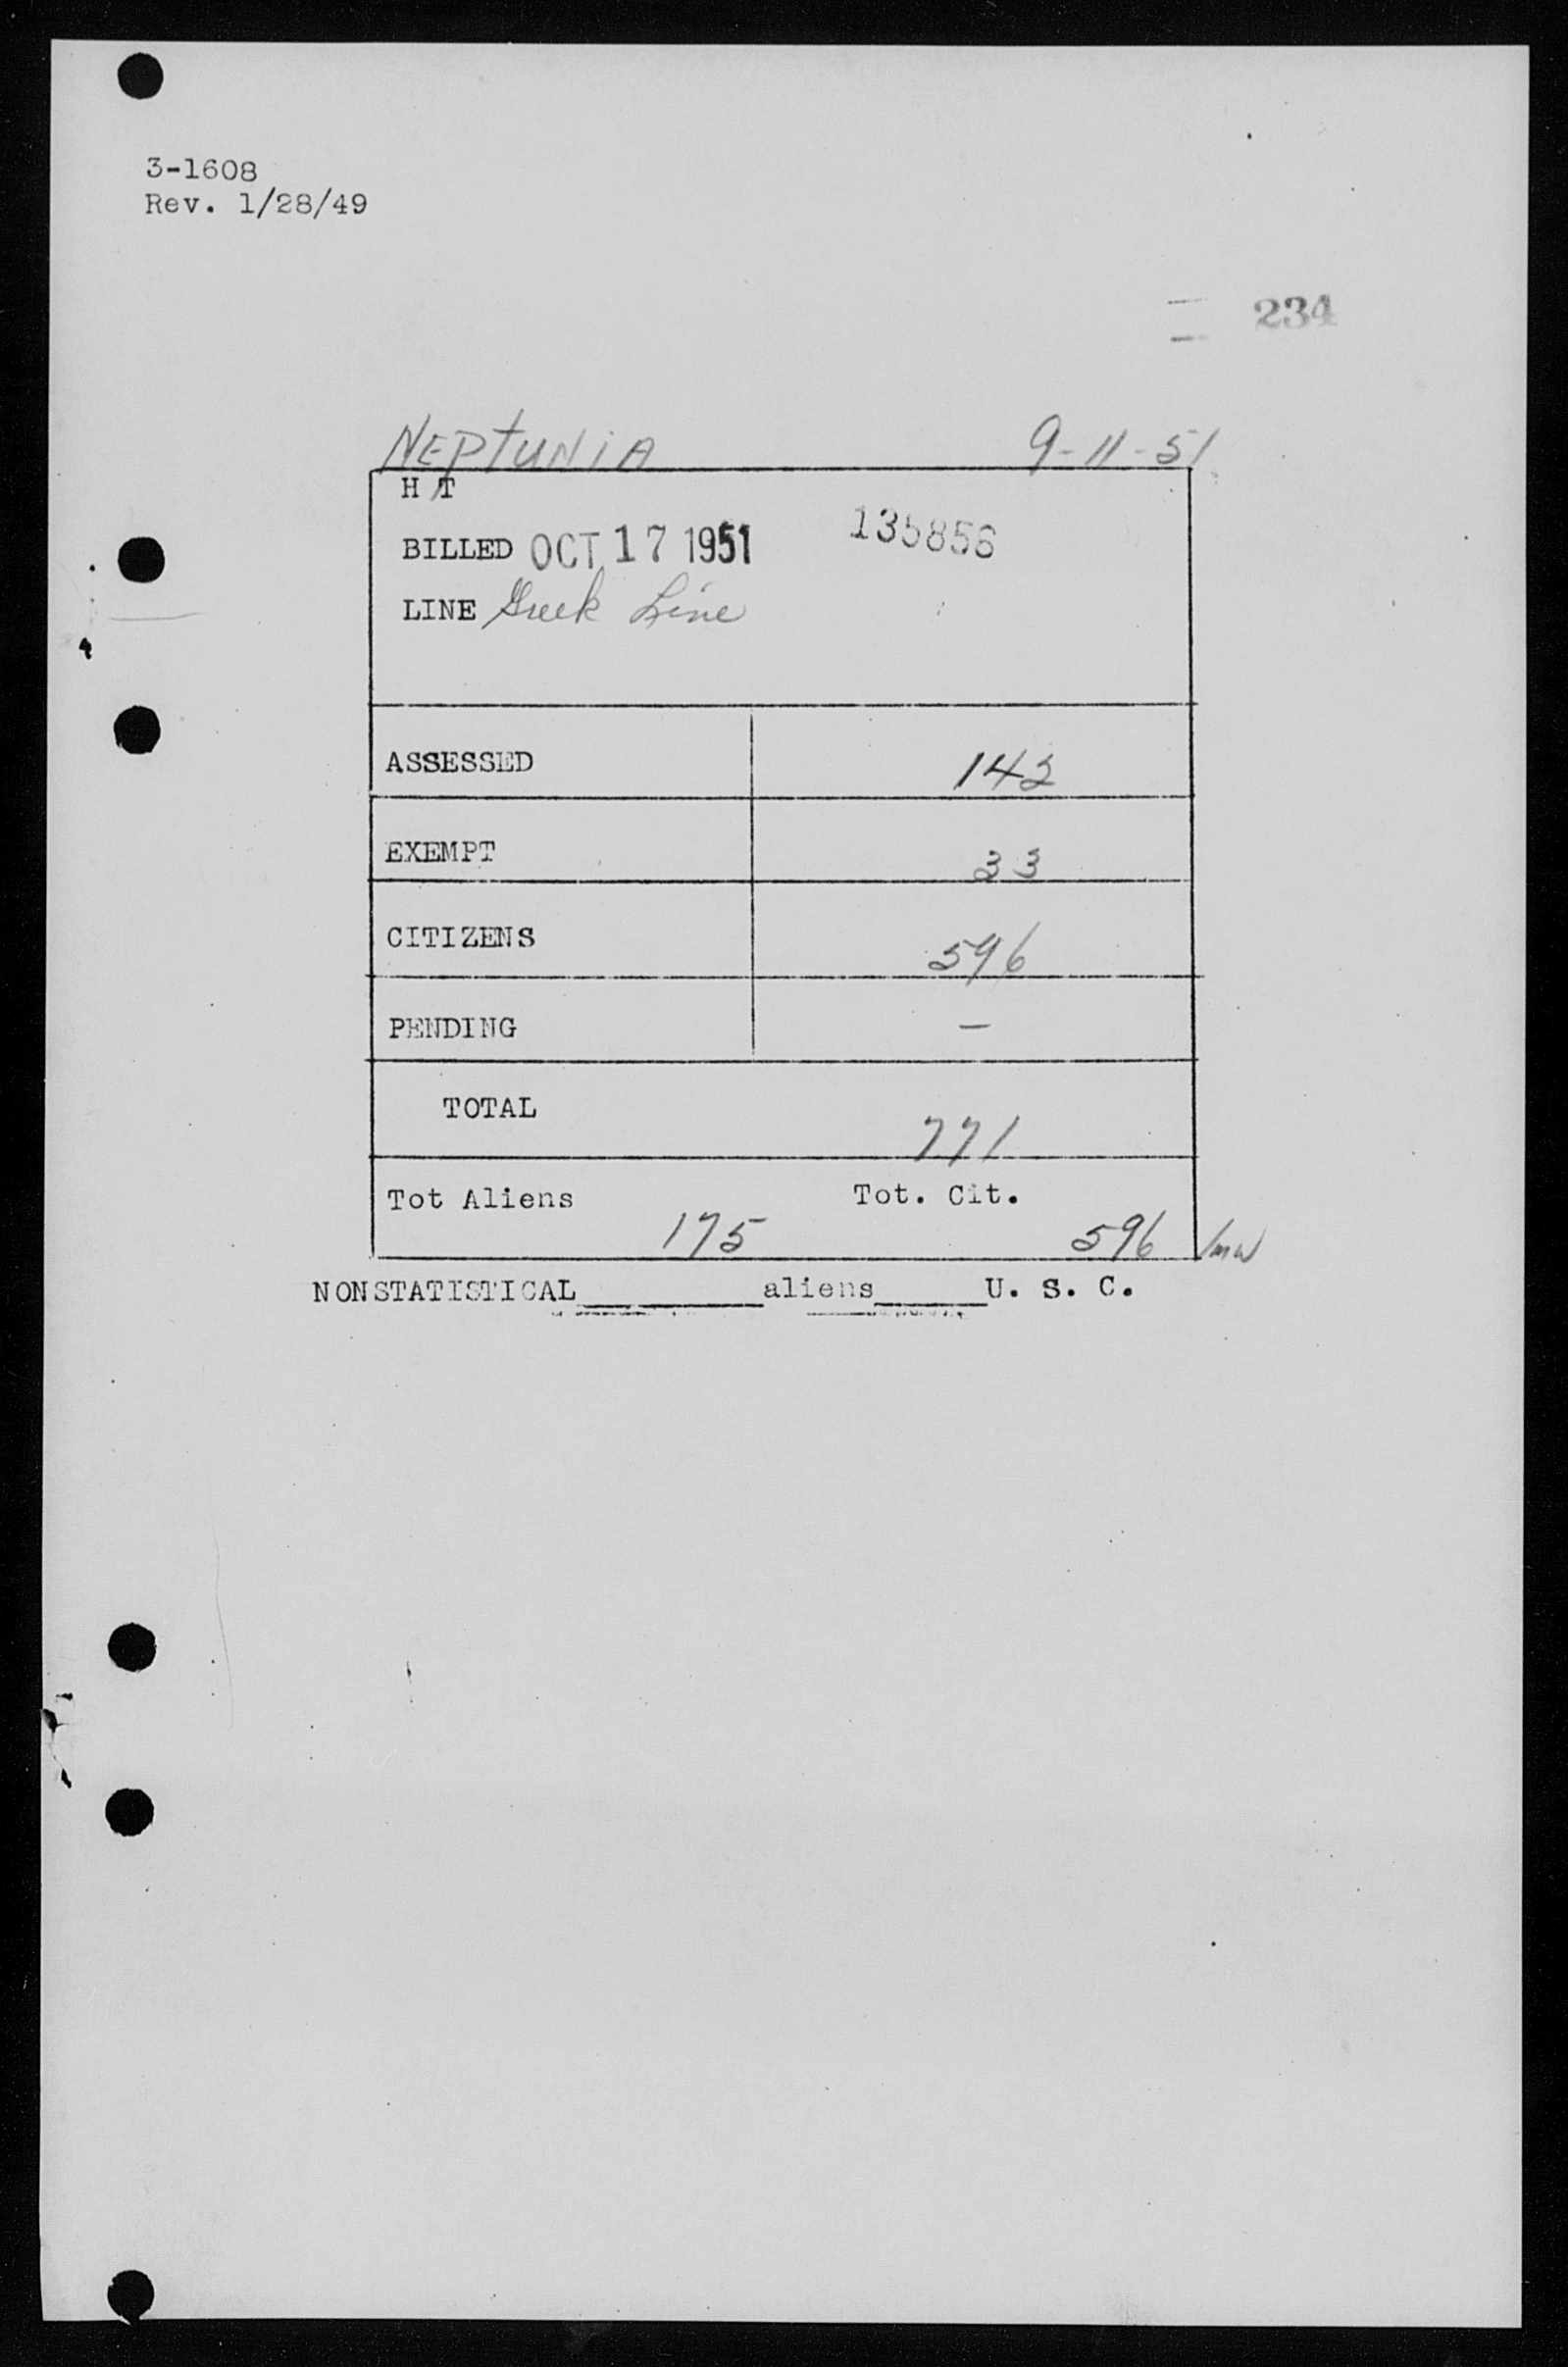 3-1608
Rev. 1/28/49
234
NEPTUNIA 9-11-51
H T
BILLED OCT 17 1951 135856
LINE Greek Line
ASSESSED 142
EXEMPT 33
CITIZENS 596
PENDING -
TOTAL 771
Tot Aliens 175 Tot. Cit. 596 /mw
NONSTATISTICAL aliens U. S. C.